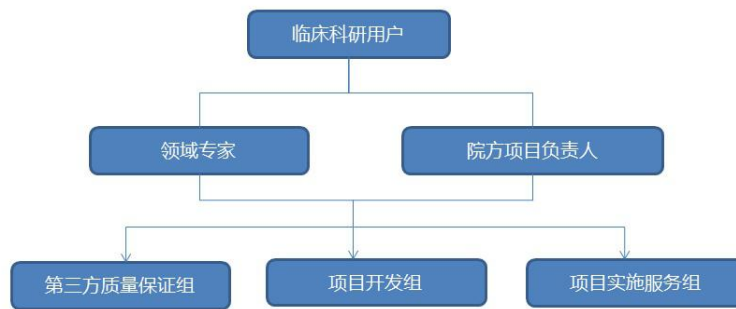 临床科研用户
领域专家
院方项目负责人
第三方质量保证组
项目开发组
项目实施服务组